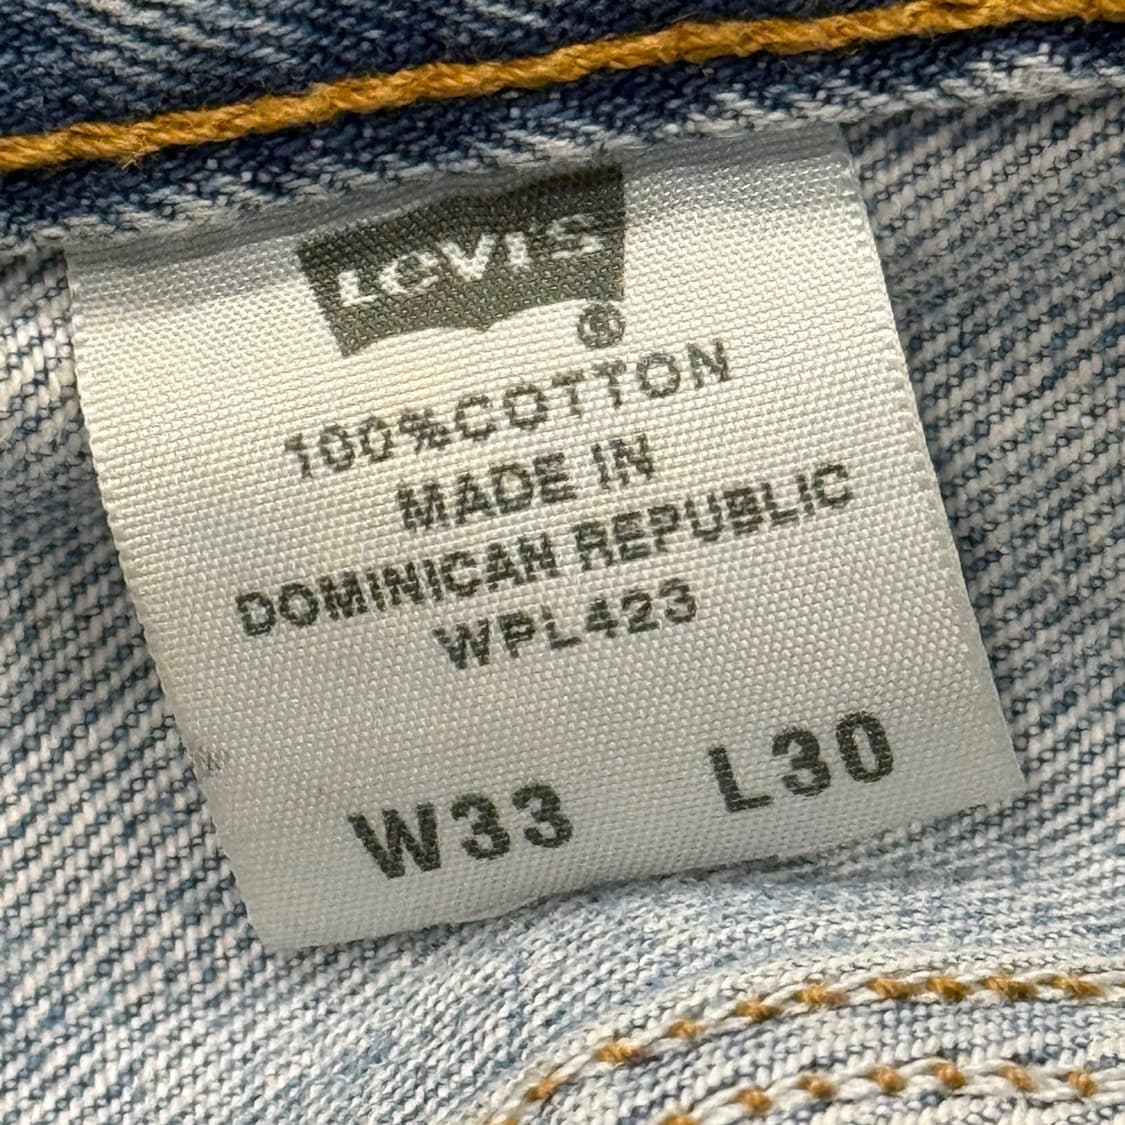 Levi's
®
100%COTTON
MADE IN
DOMINICAN REPUBLIC
WPL423
W33 L30